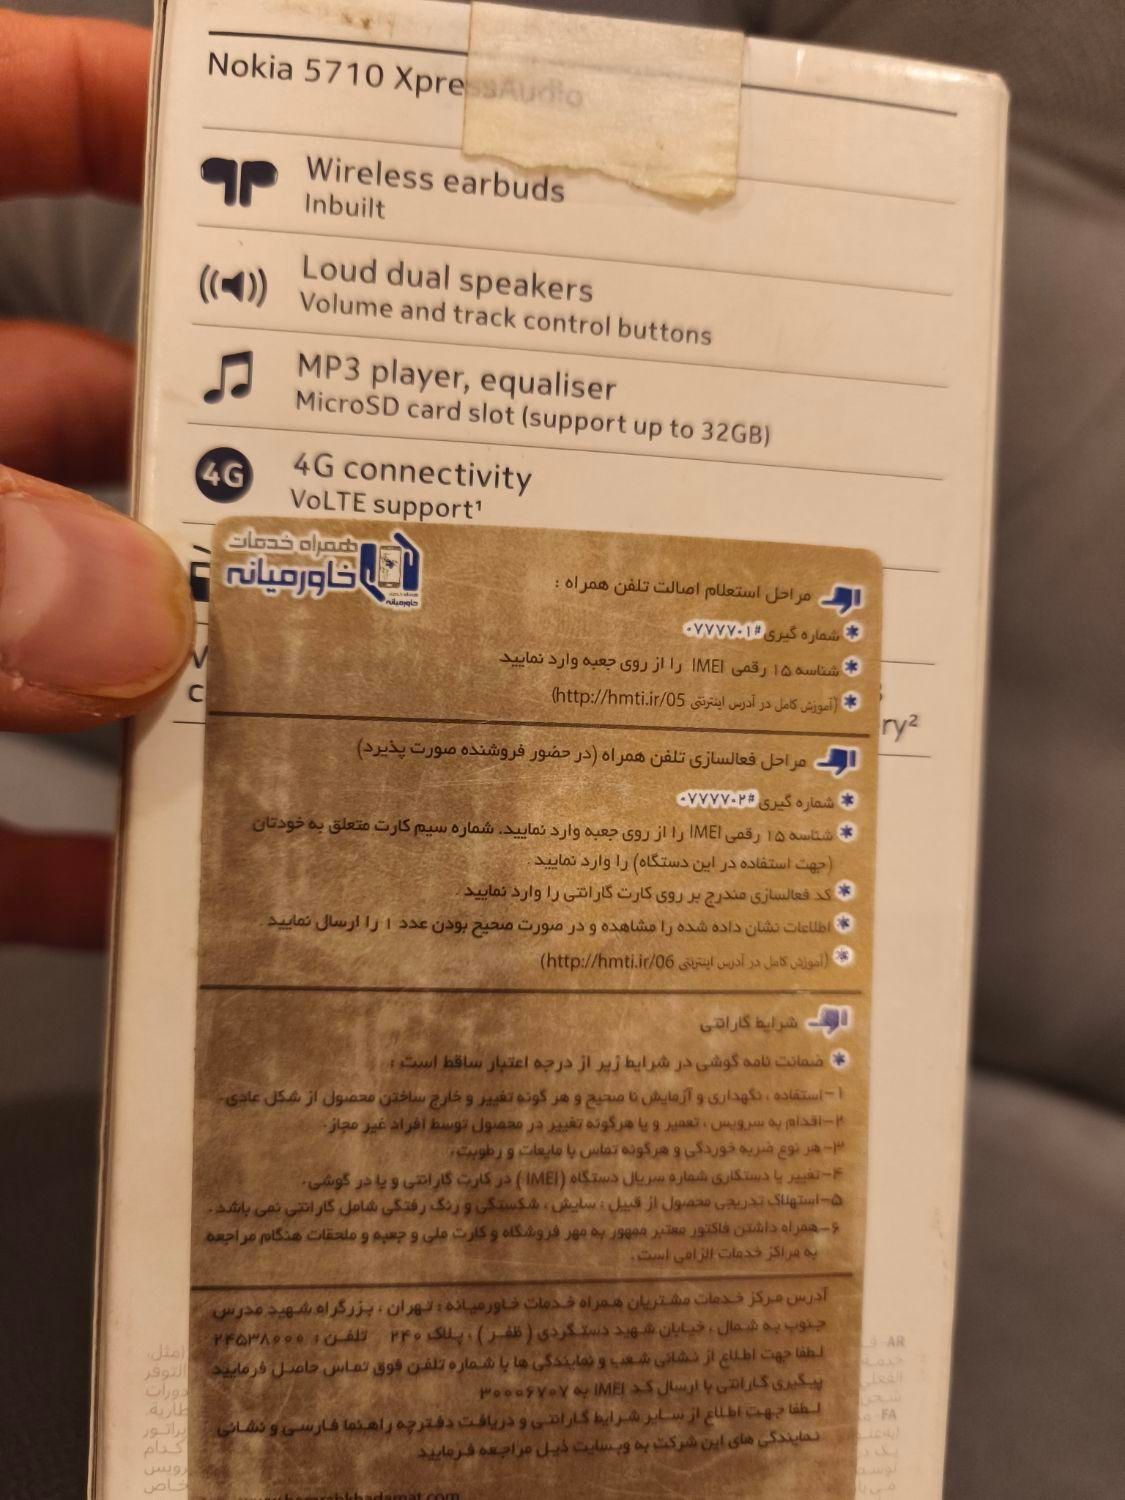 Nokia 5710 XpressAudio
Wireless earbuds
Inbuilt
Loud dual speakers
Volume and track control buttons
MP3 player, equaliser
MicroSD card slot (support up to 32GB)
4G
4G connectivity
VoLTE support¹
همراه خدمات
خاورمیانه
مراحل استعلام اصالت تلفن همراه :
شماره گیری #۰۷۷۷۷۰۱
شناسه ۱۵ رقمی IMEI را از روی جعبه وارد نمایید
(آموزش کامل در آدرس اینترنتی http://hmti.ir/05)
ry²
مراحل فعالسازی تلفن همراه (در حضور فروشنده صورت پذیرد)
شماره گیری #۰۷۷۷۷۰۲
شناسه ۱۵ رقمی IMEI را از روی جعبه وارد نمایید. شماره سیم کارت متعلق به خودتان
(جهت استفاده در این دستگاه) را وارد نمایید .
کد فعالسازی مندرج بر روی کارت گارانتی را وارد نمایید .
اطلاعات نشان داده شده را مشاهده و در صورت صحیح بودن عدد ۱ را ارسال نمایید .
(آموزش کامل در آدرس اینترنتی http://hmti.ir/06)
شرایط گارانتی
ضمانت نامه گوشی در شرایط زیر از درجه اعتبار ساقط است :
۱-استفاده ، نگهداری و آزمایش نا صحیح و هر گونه تغییر و خارج ساختن محصول از شکل عادی.
۲-اقدام به سرویس ، تعمیر و یا هرگونه تغییر در محصول توسط افراد غیر مجاز.
۳-هر نوع ضربه خوردگی و هرگونه تماس با مایعات و رطوبت.
۴-تغییر یا دستکاری شماره سریال دستگاه (IMEI ) در کارت گارانتی و یا در گوشی.
۵-استهلاک تدریجی محصول از قبیل : سایش ، شکستگی و رنگ رفتگی شامل گارانتی نمی باشد.
۶-همراه داشتن فاکتور معتبر ممهور به مهر فروشگاه و کارت ملی و جعبه و ملحقات هنگام مراجعه
به مراکز خدمات الزامی است.
آدرس مرکز خدمات مشتریان همراه خدمات خاورمیانه : تهران ، بزرگراه شهید مدرس
جنوب به شمال ، خیابان شهید دستگردی ( ظفر ) ، پلاک ۲۴۰ تلفن : ۲۴۵۳۸۰۰۰
لطفا جهت اطلاع از نشانی شعب و نمایندگی ها با شماره تلفن فوق تماس حاصل فرمایید
پیگیری گارانتی با ارسال کد IMEI به ۳۰۰۰۶۷۰۷
لطفا جهت اطلاع از سایر شرایط گارانتی و دریافت دفترچه راهنما فارسی و نشانی
نمایندگی های این شرکت به وبسایت ذیل مراجعه فرمایید
AR
FA